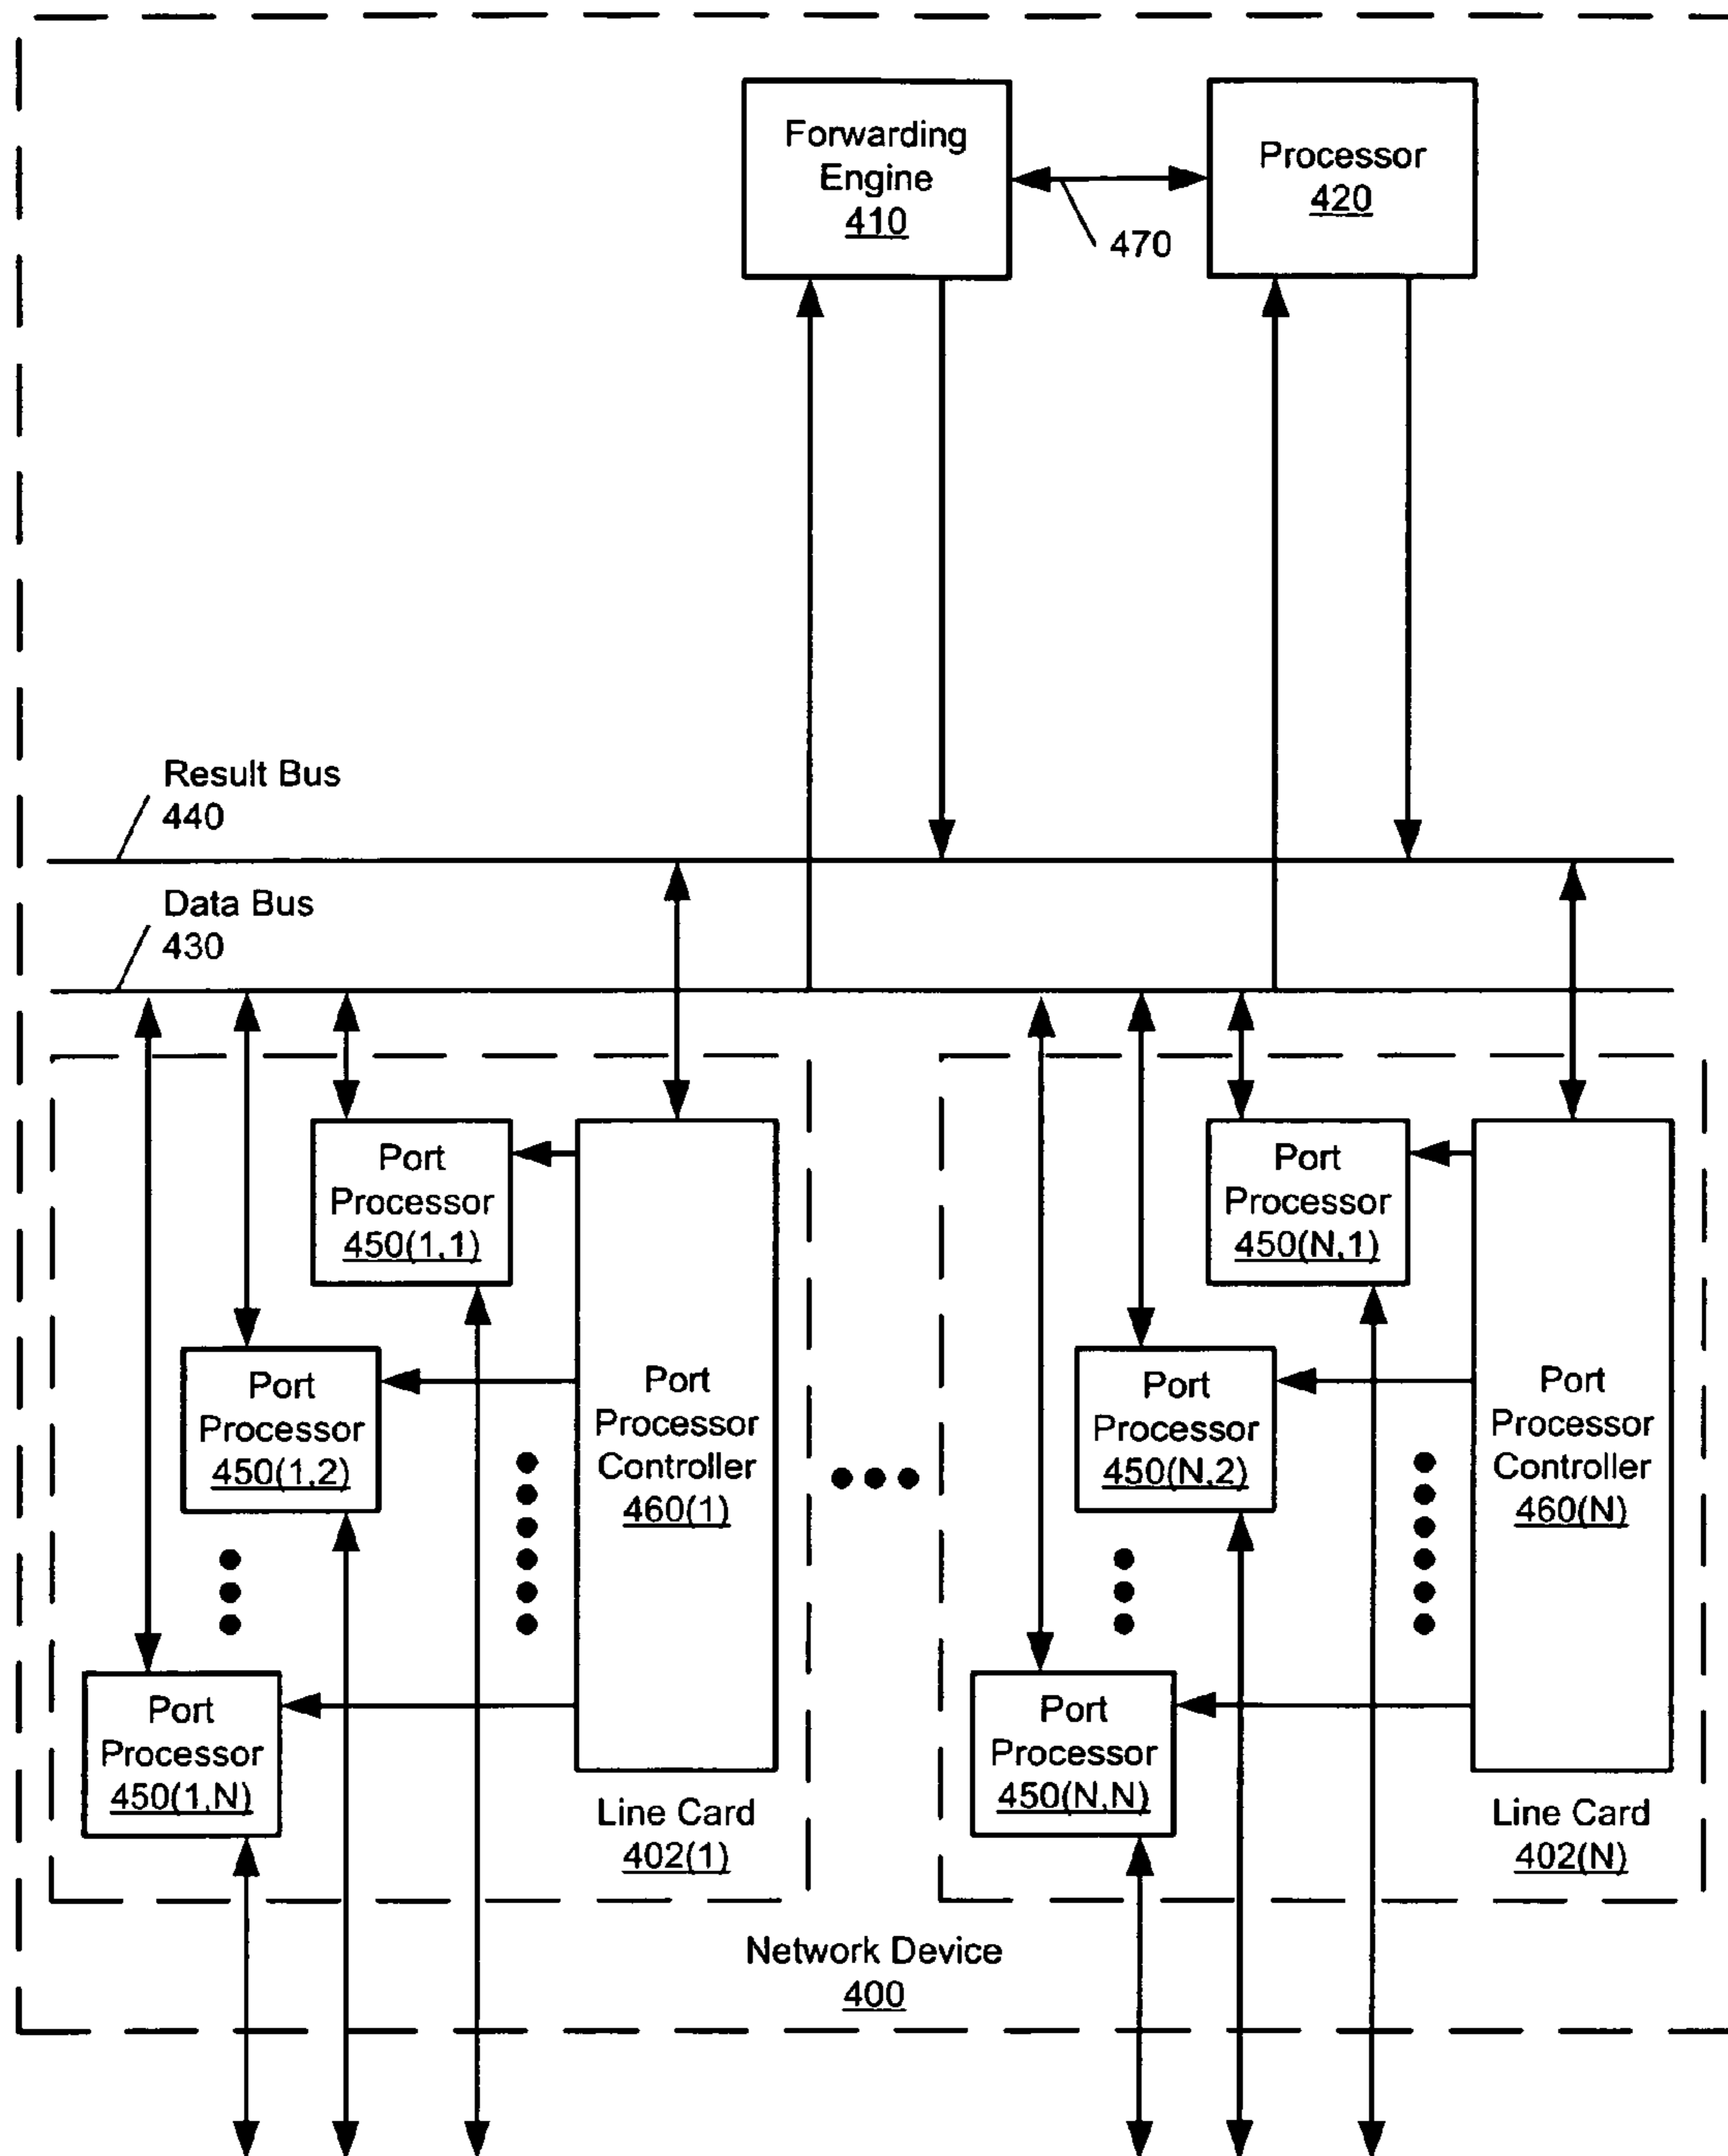 Forwarding
Engine
410
Processor
420
470
Result Bus
440
Data Bus
430
Port
Processor
450(1,1)
Port
Processor
450(N,1)
Port
Processor
450(1,2)
Port
Processor
Controller
460(1)
Port
Processor
450(N,2)
Port
Processor
Controller
460(N)
Port
Processor
450(1,N)
Port
Processor
450(N,N)
Line Card
402(1)
Line Card
402(N)
Network Device
400